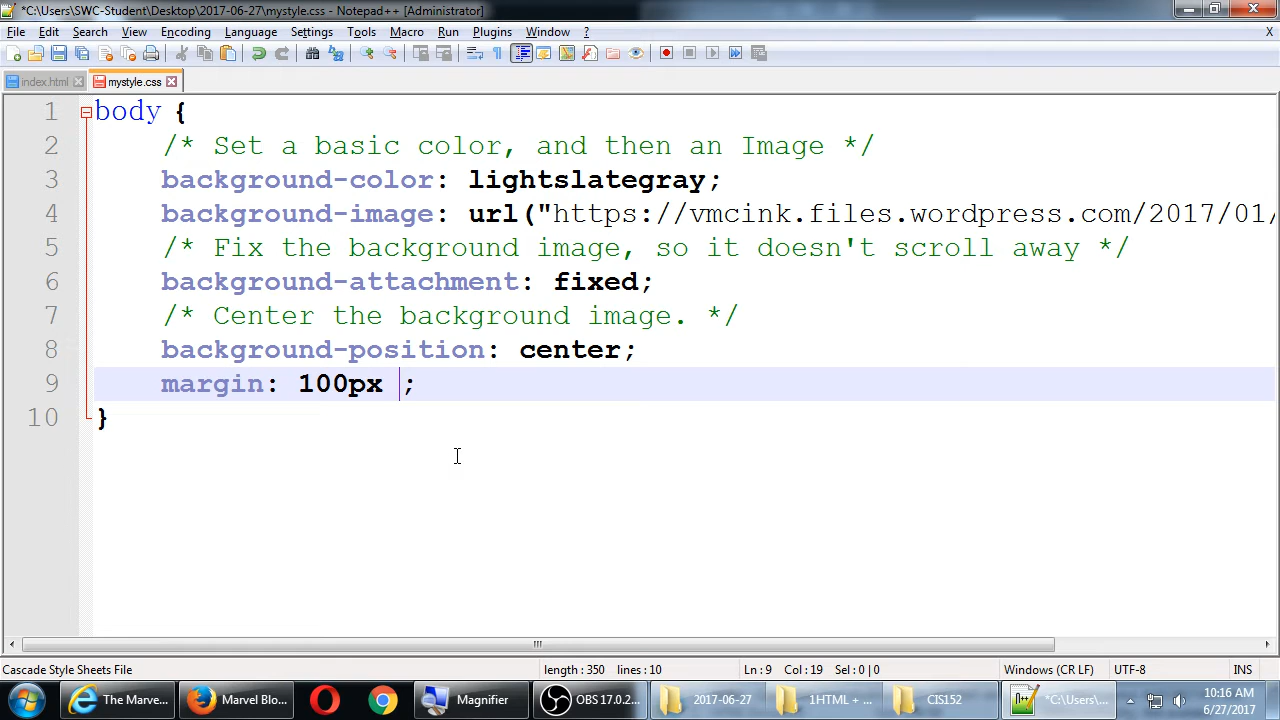 *C:\Users\SWC-Student\Desktop\2017-06-27\mystyle.css - Notepad++ [Administrator]
File Edit Search View Encoding Language Settings Tools Macro Run Plugins Window ? X
index.html mystyle.css
1 body {
2 /* Set a basic color, and then an Image */
3 background-color: lightslategray;
4 background-image: url("https://vmcink.files.wordpress.com/2017/01/
5 /* Fix the background image, so it doesn't scroll away */
6 background-attachment: fixed;
7 /* Center the background image. */
8 background-position: center;
9 margin: 100px ;
10 }
Cascade Style Sheets File length : 350 lines : 10 Ln : 9 Col : 19 Sel : 0 | 0 Windows (CR LF) UTF-8 INS
The Marve... Marvel Blo... Magnifier OBS 17.0.2... 2017-06-27 1HTML + ... CIS152 *C:\Users\... 10:16 AM
6/27/2017